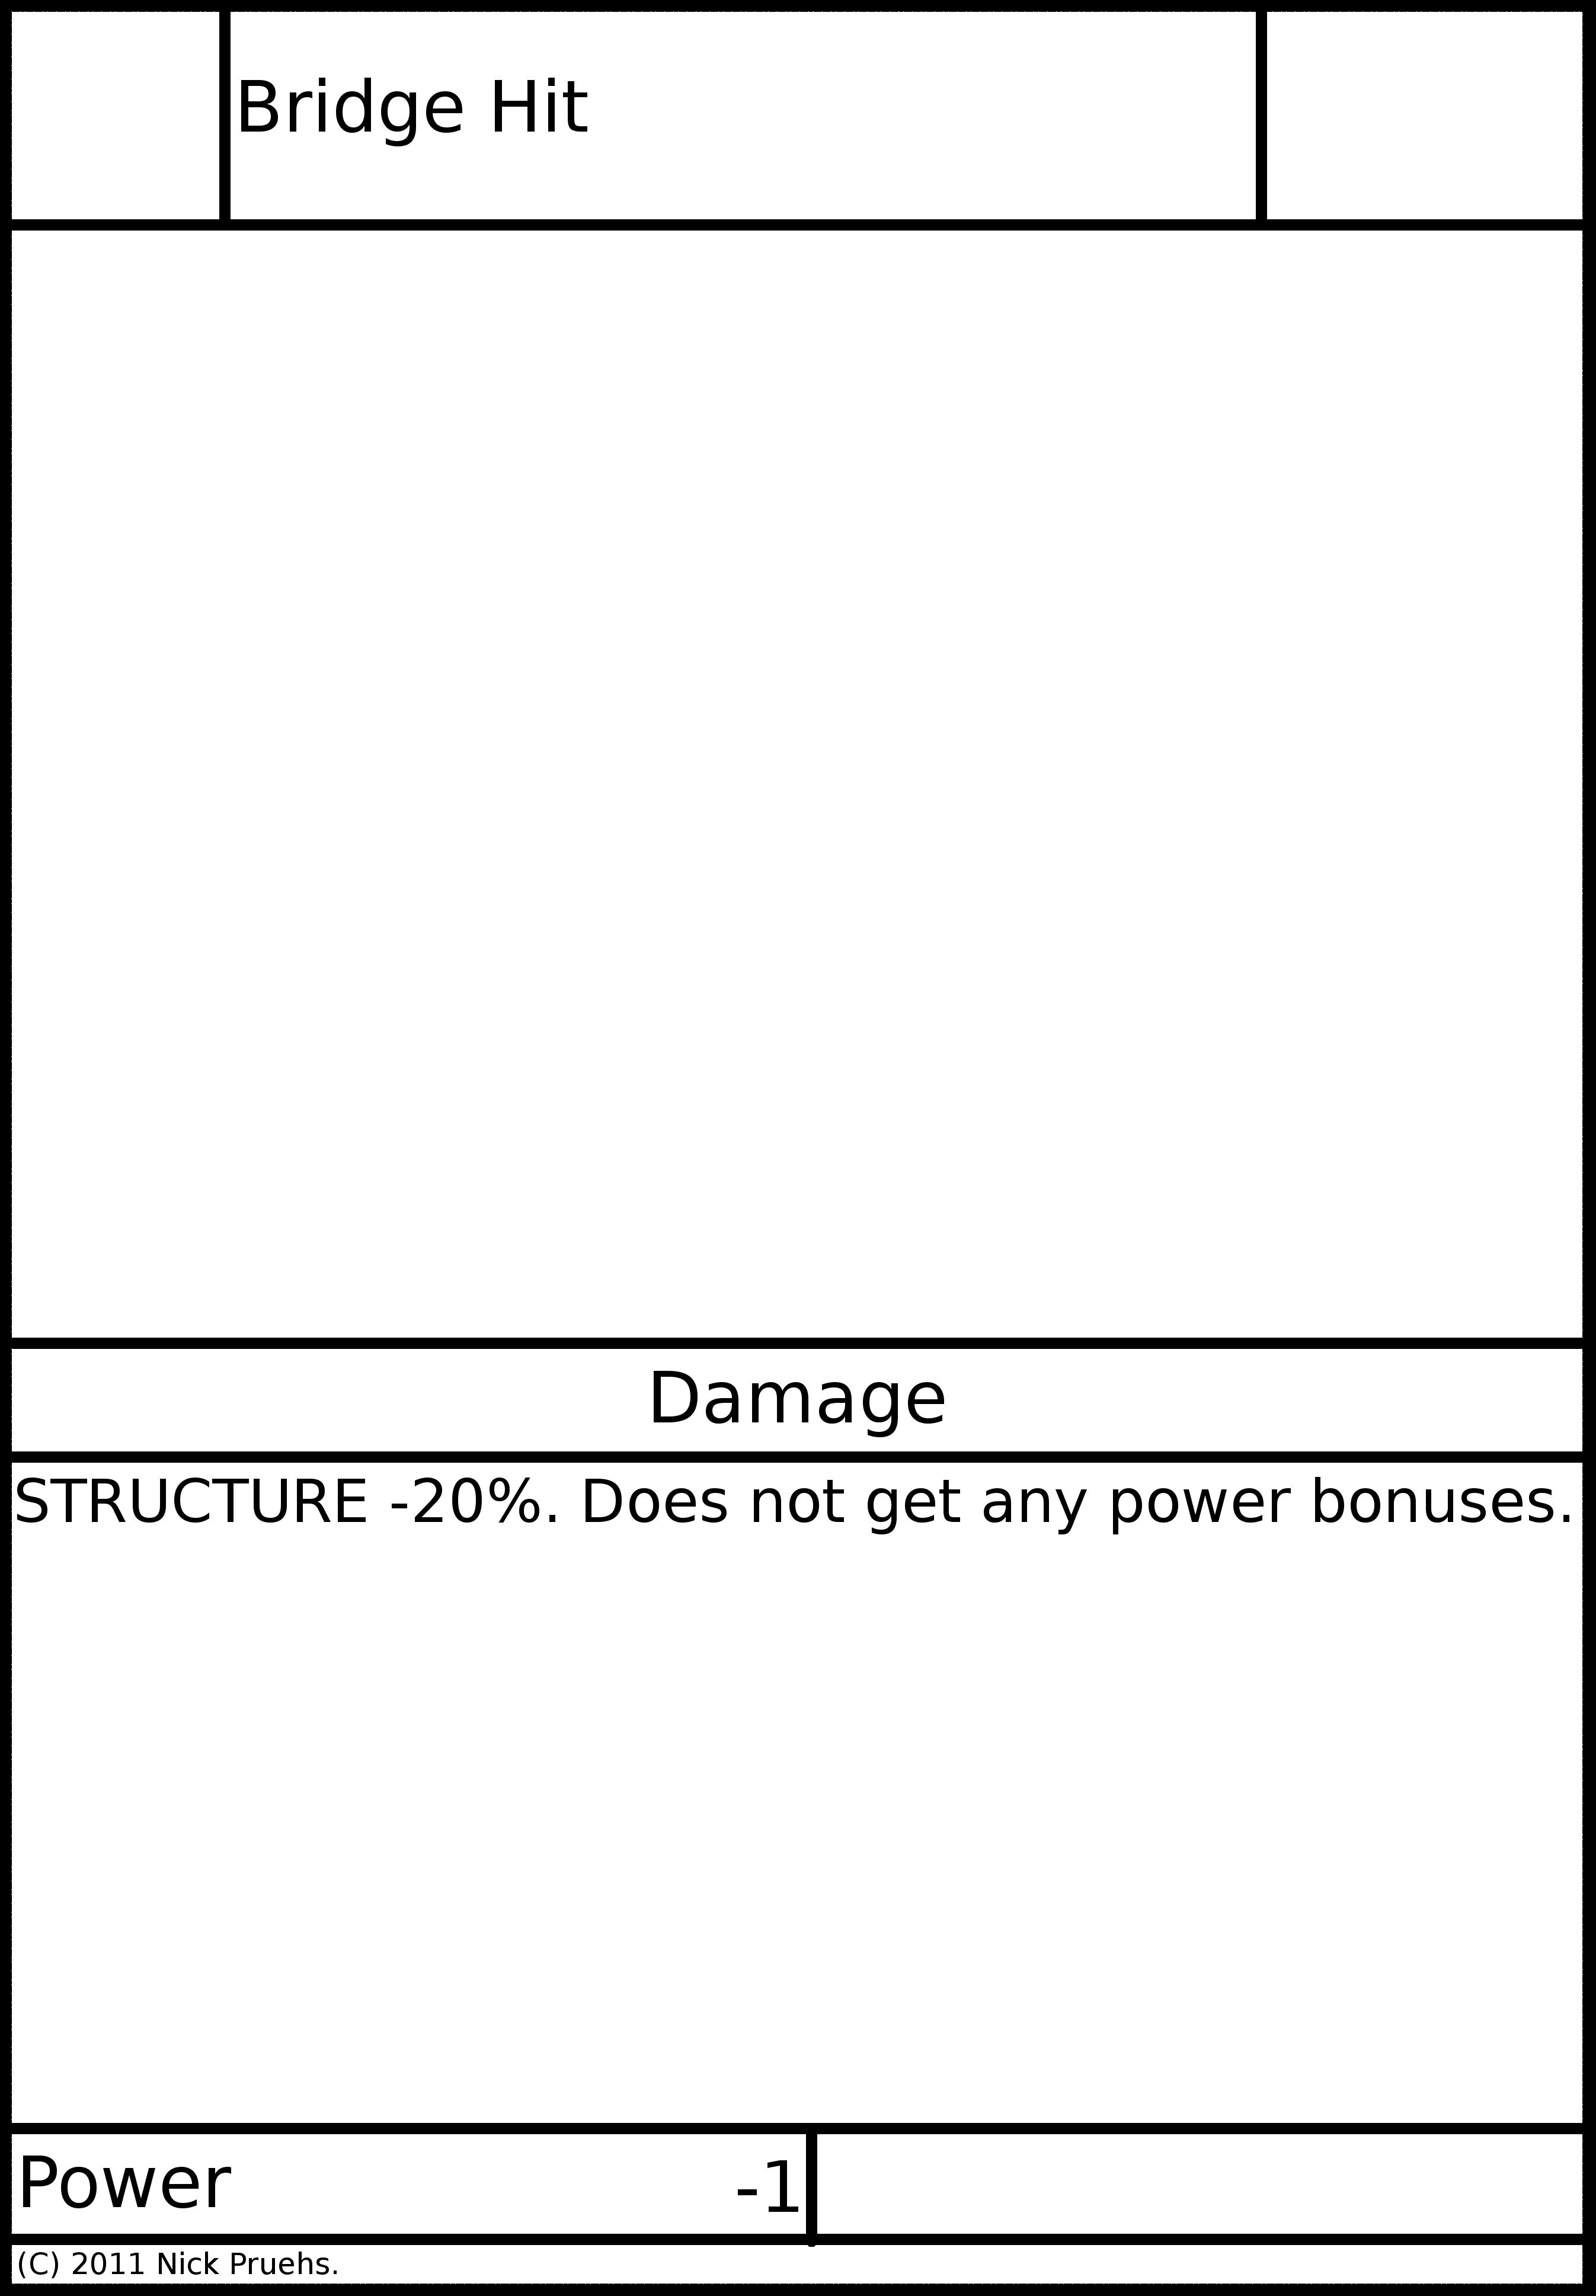 Bridge Hit
Damage
STRUCTURE -20%. Does not get any power bonuses.
Power -1
(C) 2011 Nick Pruehs.